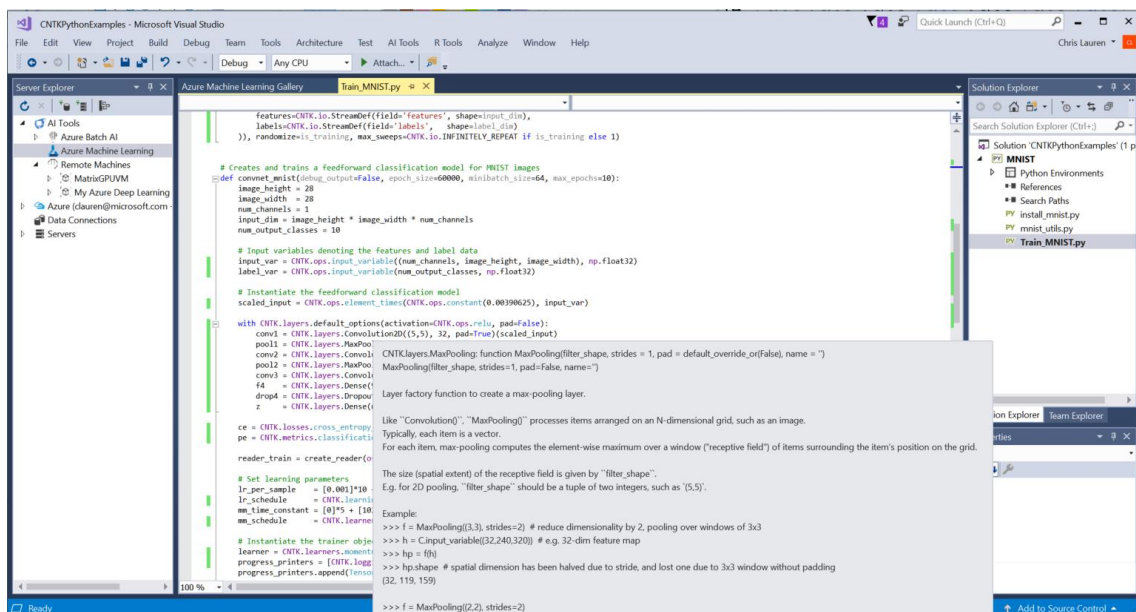 CNTKPythonExamples - Microsoft Visual Studio
4
Quick Launch (Ctrl+Q)
File Edit View Project Build Debug Team Tools Architecture Test AI Tools R Tools Analyze Window Help
Chris Lauren
CL
Debug Any CPU Attach...
Server Explorer
AI Tools
Azure Batch AI
Azure Machine Learning
Remote Machines
MatrixGPUVM
My Azure Deep Learning
Azure (clauren@microsoft.com -
Data Connections
Servers
Azure Machine Learning Gallery Train_MNIST.py
features=CNTK.io.StreamDef(field='features', shape=input_dim),
labels=CNTK.io.StreamDef(field='labels', shape=label_dim)
)), randomize=is_training, max_sweeps=CNTK.io.INFINITELY_REPEAT if is_training else 1)
# Creates and trains a feedforward classification model for MNIST images
def convnet_mnist(debug_output=False, epoch_size=60000, minibatch_size=64, max_epochs=10):
image_height = 28
image_width = 28
num_channels = 1
input_dim = image_height * image_width * num_channels
num_output_classes = 10
# Input variables denoting the features and label data
input_var = CNTK.ops.input_variable((num_channels, image_height, image_width), np.float32)
label_var = CNTK.ops.input_variable(num_output_classes, np.float32)
# Instantiate the feedforward classification model
scaled_input = CNTK.ops.element_times(CNTK.ops.constant(0.00390625), input_var)
with CNTK.layers.default_options(activation=CNTK.ops.relu, pad=False):
conv1 = CNTK.layers.Convolution2D((5,5), 32, pad=True)(scaled_input)
pool1 = CNTK.layers.MaxPoo
conv2 = CNTK.layers.Convolu
pool2 = CNTK.layers.MaxPoo
conv3 = CNTK.layers.Convolu
f4 = CNTK.layers.Dense(
drop4 = CNTK.layers.Dropou
z = CNTK.layers.Dense(
ce = CNTK.losses.cross_entropy
pe = CNTK.metrics.classificati
reader_train = create_reader(o
# Set learning parameters
lr_per_sample = [0.001]*10
lr_schedule = CNTK.learnin
mm_time_constant = [0]*5 + [10
mm_schedule = CNTK.learner
# Instantiate the trainer obje
learner = CNTK.learners.moment
progress_printers = [CNTK.logg
progress_printers.append(Tenso
CNTK.layers.MaxPooling: function MaxPooling(filter_shape, strides = 1, pad = default_override_or(False), name = '')
MaxPooling(filter_shape, strides=1, pad=False, name='')
Layer factory function to create a max-pooling layer.
Like ``Convolution()``, ``MaxPooling()`` processes items arranged on an N-dimensional grid, such as an image.
Typically, each item is a vector.
For each item, max-pooling computes the element-wise maximum over a window ("receptive field") of items surrounding the item's position on the grid.
The size (spatial extent) of the receptive field is given by ``filter_shape``.
E.g. for 2D pooling, ``filter_shape`` should be a tuple of two integers, such as `(5,5)`.
Example:
>>> f = MaxPooling((3,3), strides=2) # reduce dimensionality by 2, pooling over windows of 3x3
>>> h = C.input_variable((32,240,320)) # e.g. 32-dim feature map
>>> hp = f(h)
>>> hp.shape # spatial dimension has been halved due to stride, and lost one due to 3x3 window without padding
(32, 119, 159)
>>> f = MaxPooling((2,2), strides=2)
100 %
Solution Explorer
Search Solution Explorer (Ctrl+;)
Solution 'CNTKPythonExamples' (1 p
MNIST
Python Environments
References
Search Paths
PY install_mnist.py
PY mnist_utils.py
PY Train_MNIST.py
ion Explorer Team Explorer
erties
Ready
Add to Source Control